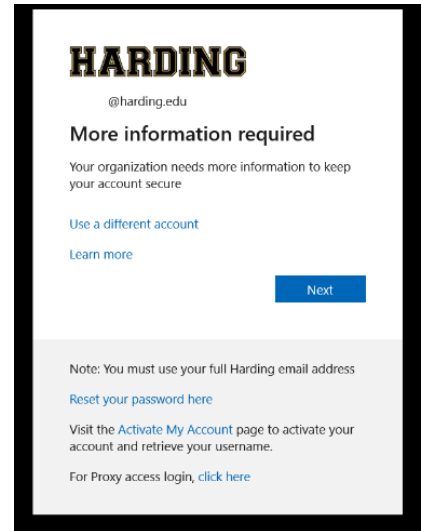 HARDING
@harding.edu
More information required
Your organization needs more information to keep
your account secure
Use a different account
Learn more
Next
Note: You must use your full Harding email address
Reset your password here
Visit the Activate My Account page to activate your
account and retrieve your username.
For Proxy access login, click here